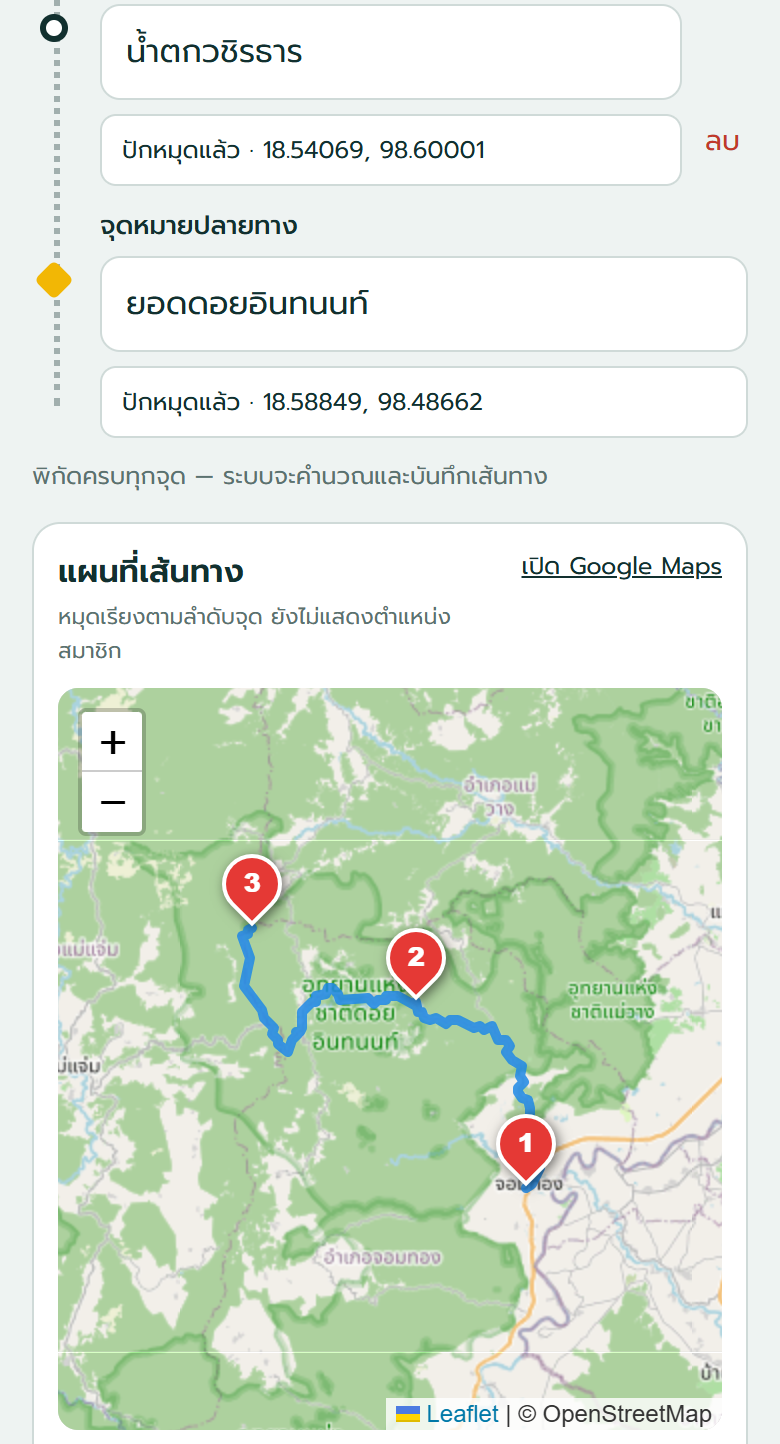 น้ำตกวชิรธาร
ปักหมุดแล้ว · 18.54069, 98.60001
ลบ
จุดหมายปลายทาง
ยอดดอยอินทนนท์
ปักหมุดแล้ว · 18.58849, 98.48662
พิกัดครบทุกจุด — ระบบจะคำนวณและบันทึกเส้นทาง
แผนที่เส้นทาง
เปิด Google Maps
หมุดเรียงตามลำดับจุด ยังไม่แสดงตำแหน่ง
สมาชิก
+
−
อำเภอแม่
วาง
3
2
อุทยานแห่ง
ชาติดอย
อินทนนท์
อุทยานแห่ง
ชาติแม่วาง
1
อำเภอจอมทอง
Leaflet | © OpenStreetMap